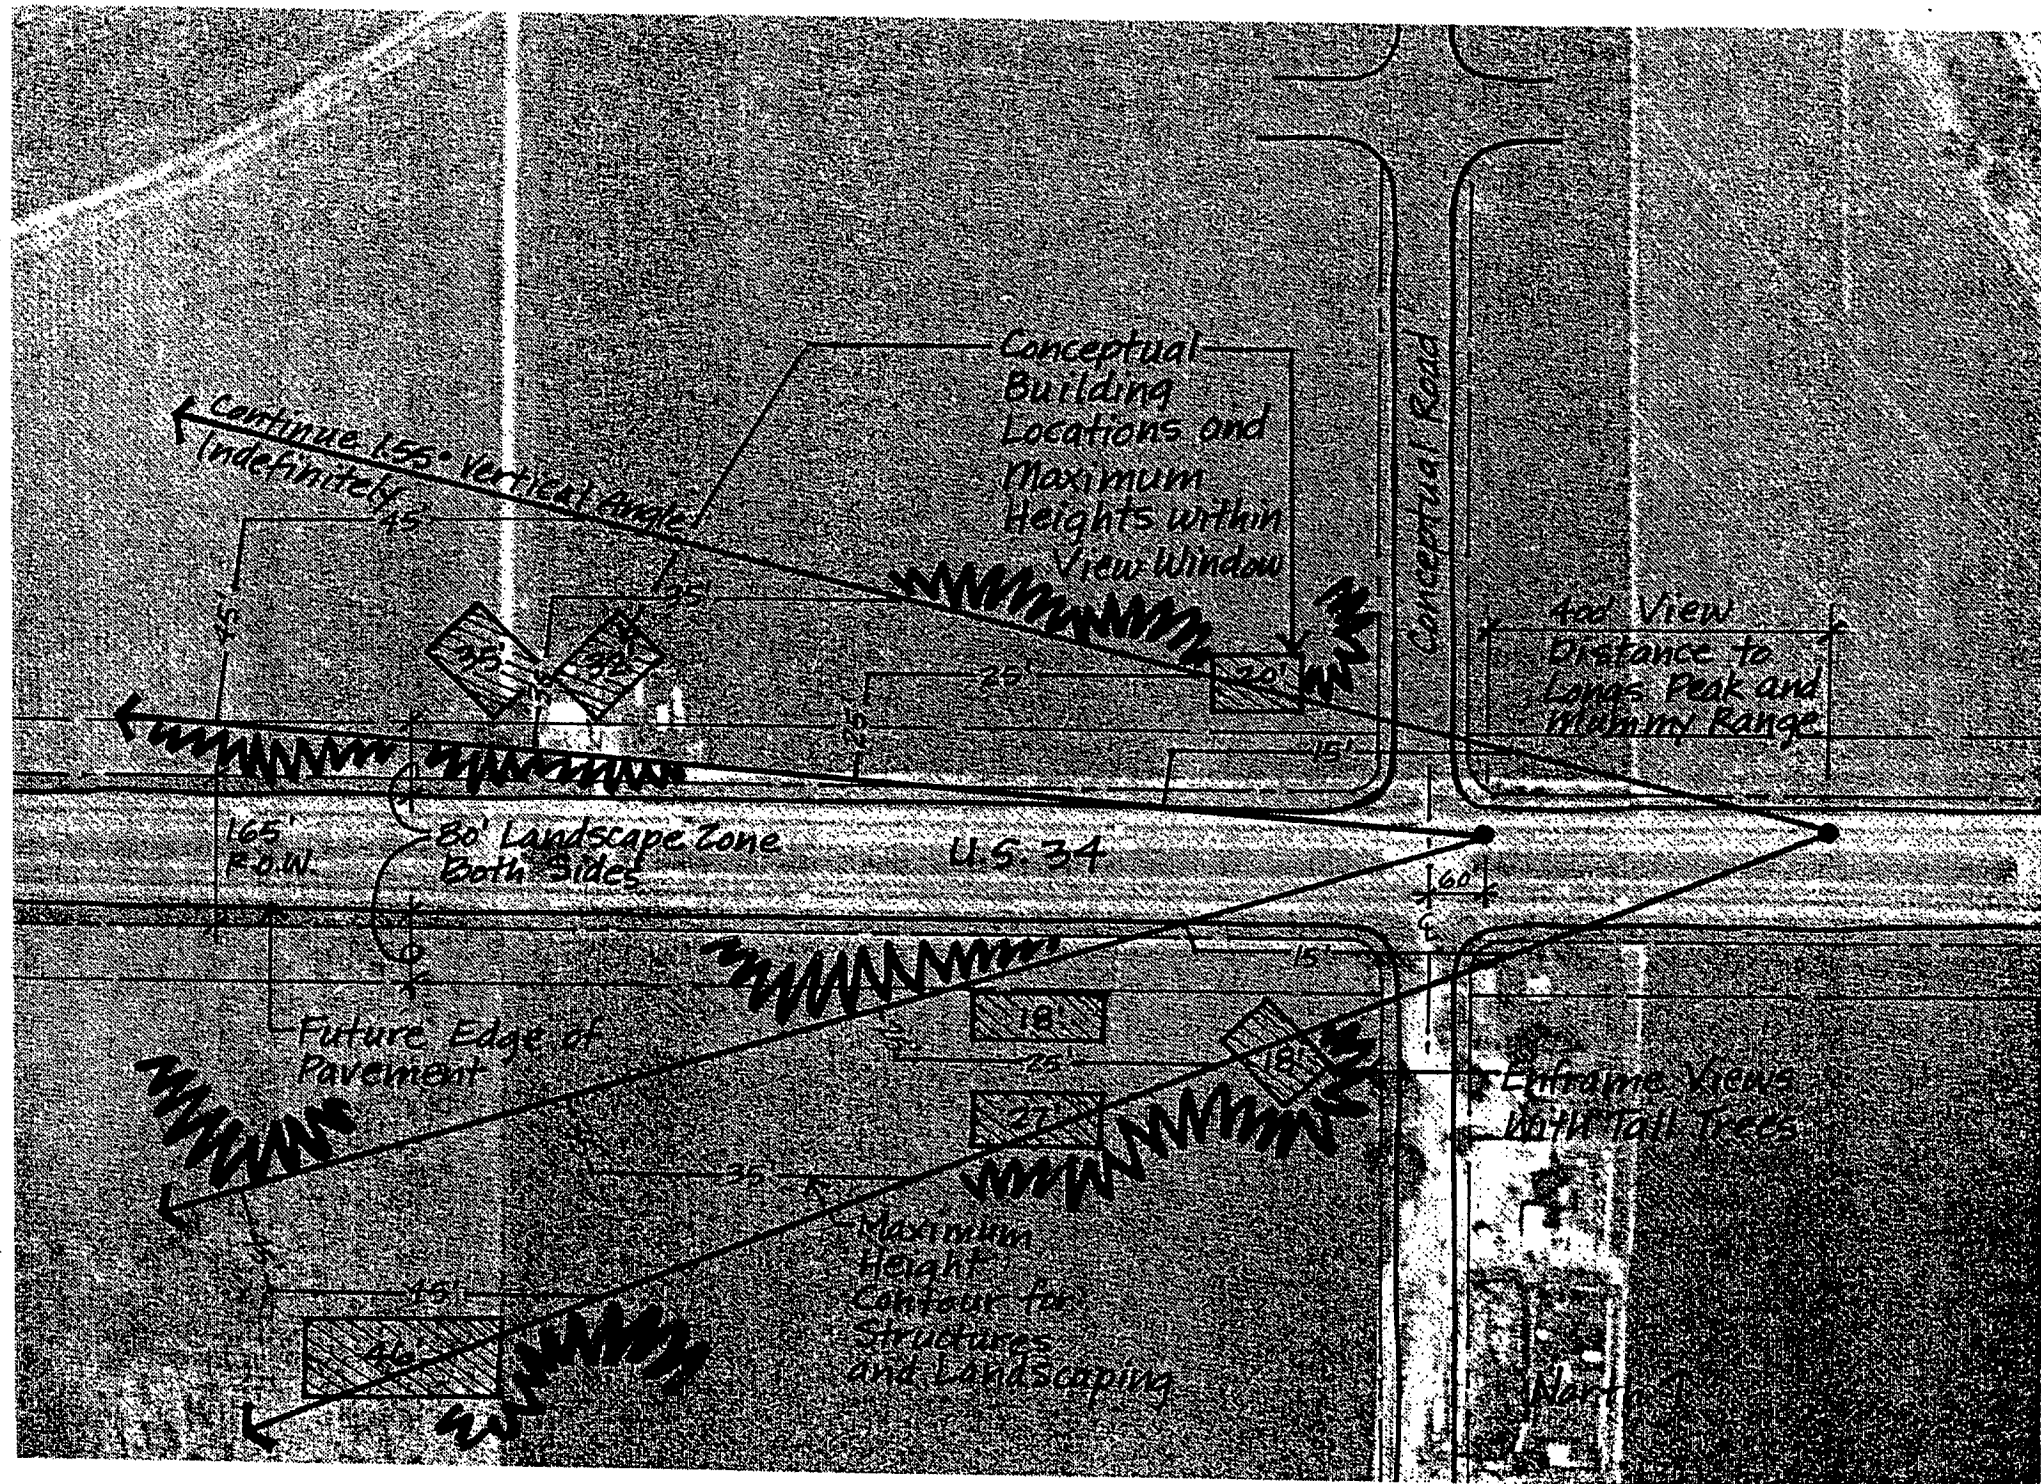 Conceptual
Building
Locations and
Maximum
Heights within
View Window
Conceptual Road
Continue 1.55° Vertical Angle
Indefinitely
45'
45'
35'
35'
32'
25'
25'
20'
15'
400' View
Distance to
Longs Peak and
Mummy Range
165'
R.O.W.
80' Landscape Zone
Both Sides
U.S. 34
60'
15'
Future Edge of
Pavement
18'
25'
18'
27'
35'
Enframe Views
With Tall Trees
Maximum
Height
Contour for
Structures
and Landscaping
45'
46'
North